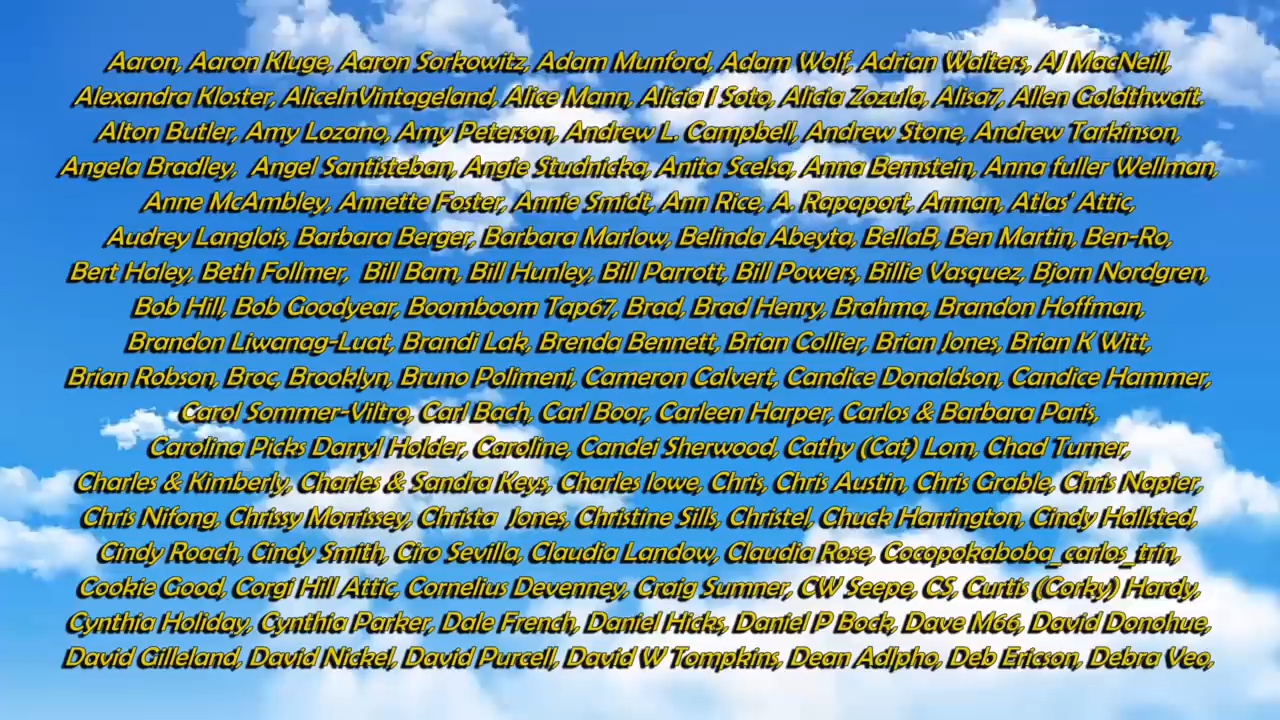 Aaron, Aaron Kluge, Aaron Sorkowitz, Adam Munford, Adam Wolf, Adrian Walters, AJ MacNeill,
Alexandra Kloster, AliceInVintageland, Alice Mann, Alicia I Soto, Alicia Zozula, Alisa7, Allen Goldthwait.
Alton Butler, Amy Lozano, Amy Peterson, Andrew L. Campbell, Andrew Stone, Andrew Tarkinson,
Angela Bradley, Angel Santisteban, Angie Studnicka, Anita Scelsa, Anna Bernstein, Anna fuller Wellman,
Anne McAmbley, Annette Foster, Annie Smidt, Ann Rice, A. Rapaport, Arman, Atlas' Attic,
Audrey Langlois, Barbara Berger, Barbara Marlow, Belinda Abeyta, BellaB, Ben Martin, Ben-Ro,
Bert Haley, Beth Follmer, Bill Bam, Bill Hunley, Bill Parrott, Bill Powers, Billie Vasquez, Bjorn Nordgren,
Bob Hill, Bob Goodyear, Boomboom Tap67, Brad, Brad Henry, Brahma, Brandon Hoffman,
Brandon Liwanag-Luat, Brandi Lak, Brenda Bennett, Brian Collier, Brian Jones, Brian K Witt,
Brian Robson, Broc, Brooklyn, Bruno Polimeni, Cameron Calvert, Candice Donaldson, Candice Hammer,
Carol Sommer-Viltro, Carl Bach, Carl Boor, Carleen Harper, Carlos & Barbara Paris,
Carolina Picks Darryl Holder, Caroline, Candei Sherwood, Cathy (Cat) Lom, Chad Turner,
Charles & Kimberly, Charles & Sandra Keys, Charles lowe, Chris, Chris Austin, Chris Grable, Chris Napier,
Chris Nifong, Chrissy Morrissey, Christa Jones, Christine Sills, Christel, Chuck Harrington, Cindy Hallsted,
Cindy Roach, Cindy Smith, Ciro Sevilla, Claudia Landow, Claudia Rose, Cocopokaboba_carlos_trin,
Cookie Good, Corgi Hill Attic, Cornelius Devenney, Craig Sumner, CW Seepe, CS, Curtis (Corky) Hardy,
Cynthia Holiday, Cynthia Parker, Dale French, Daniel Hicks, Daniel P Bock, Dave M66, David Donohue,
David Gilleland, David Nickel, David Purcell, David W Tompkins, Dean Adlpho, Deb Ericson, Debra Veo,